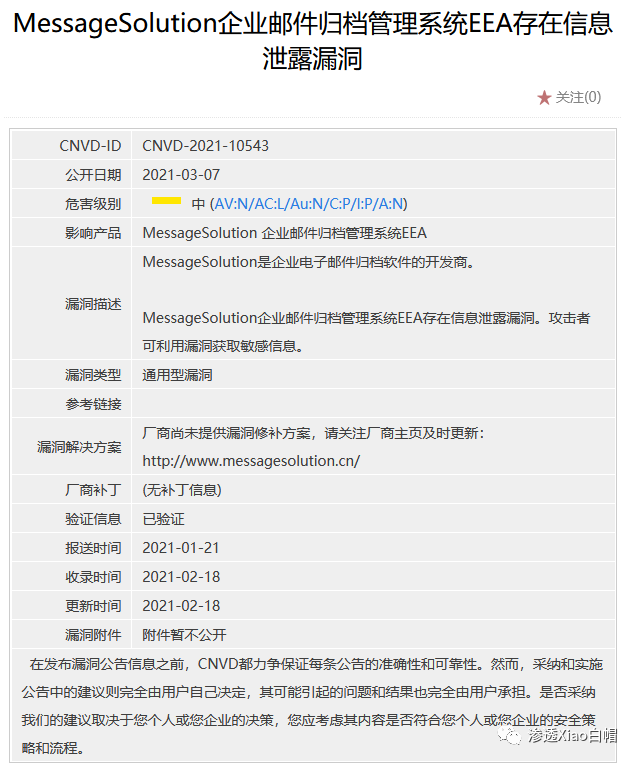 MessageSolution企业邮件归档管理系统EEA存在信息
泄露漏洞
★ 关注(0)
CNVD-ID CNVD-2021-10543
公开日期 2021-03-07
危害级别 中 (AV:N/AC:L/Au:N/C:P/I:P/A:N)
影响产品 MessageSolution 企业邮件归档管理系统EEA
MessageSolution是企业电子邮件归档软件的开发商。
漏洞描述
MessageSolution企业邮件归档管理系统EEA存在信息泄露漏洞。攻击者
可利用漏洞获取敏感信息。
漏洞类型 通用型漏洞
参考链接
漏洞解决方案
厂商尚未提供漏洞修补方案，请关注厂商主页及时更新：
http://www.messagesolution.cn/
厂商补丁 (无补丁信息)
验证信息 已验证
报送时间 2021-01-21
收录时间 2021-02-18
更新时间 2021-02-18
漏洞附件 附件暂不公开
在发布漏洞公告信息之前，CNVD都力争保证每条公告的准确性和可靠性。然而，采纳和实施
公告中的建议则完全由用户自己决定，其可能引起的问题和结果也完全由用户承担。是否采纳
我们的建议取决于您个人或您企业的决策，您应考虑其内容是否符合您个人或您企业的安全策
略和流程。
渗透Xiao白帽